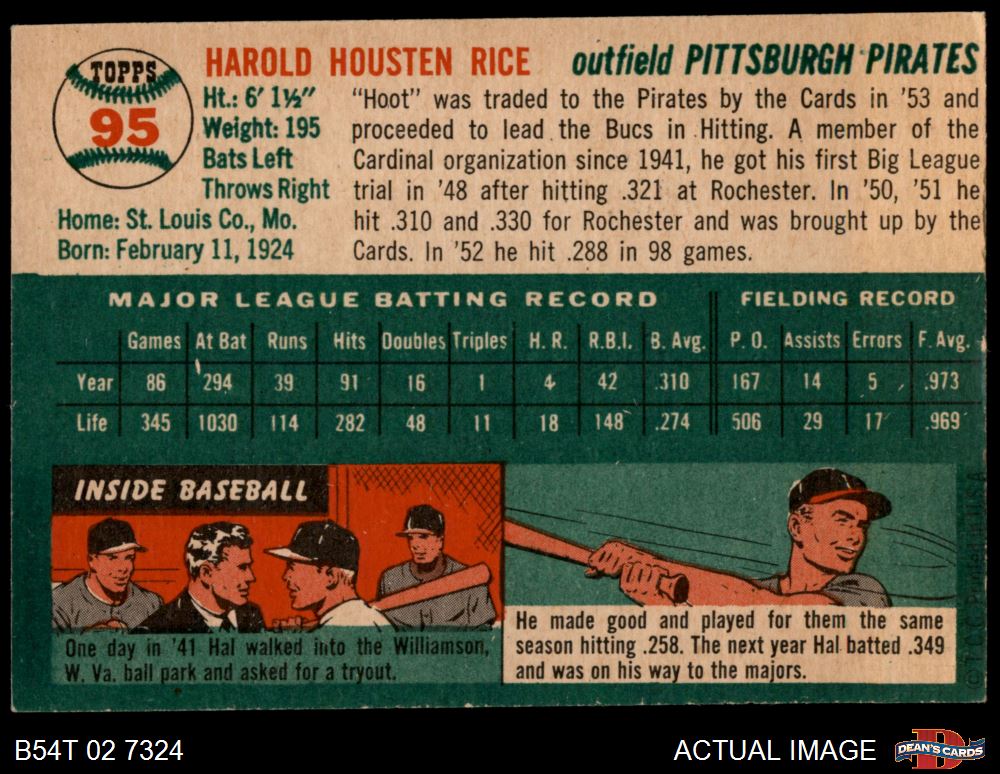 TOPPS
95
HAROLD HOUSTEN RICE
outfield PITTSBURGH PIRATES
Ht.: 6' 1½"
Weight: 195
Bats Left
Throws Right
Home: St. Louis Co., Mo.
Born: February 11, 1924
"Hoot" was traded to the Pirates by the Cards in '53 and
proceeded to lead the Bucs in Hitting. A member of the
Cardinal organization since 1941, he got his first Big League
trial in '48 after hitting .321 at Rochester. In '50, '51 he
hit .310 and .330 for Rochester and was brought up by the
Cards. In '52 he hit .288 in 98 games.
MAJOR LEAGUE BATTING RECORD FIELDING RECORD
Games At Bat Runs Hits Doubles Triples H. R. R.B.I. B. Avg. P. O. Assists Errors F. Avg.
Year 86 294 39 91 16 1 4 42 .310 167 14 5 .973
Life 345 1030 114 282 48 11 18 148 .274 506 29 17 .969
INSIDE BASEBALL
One day in '41 Hal walked into the Williamson,
W. Va. ball park and asked for a tryout.
He made good and played for them the same
season hitting .258. The next year Hal batted .349
and was on his way to the majors.
©T.C.G. Printed in U.S.A.
B54T 02 7324
ACTUAL IMAGE
DEAN'S CARDS